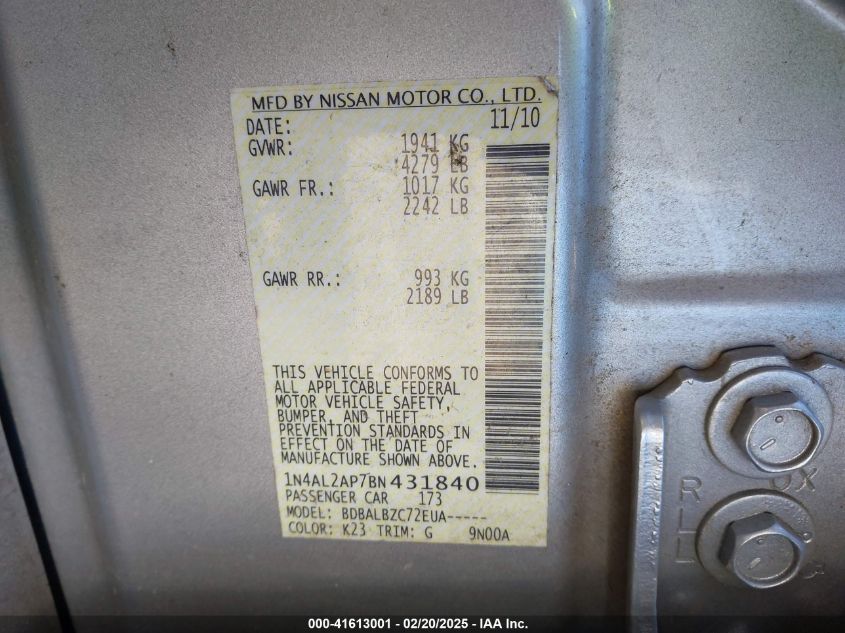 MFD BY NISSAN MOTOR CO., LTD.
DATE: 11/10
GVWR: 1941 KG
4279 LB
GAWR FR.: 1017 KG
2242 LB
GAWR RR.: 993 KG
2189 LB
THIS VEHICLE CONFORMS TO
ALL APPLICABLE FEDERAL
MOTOR VEHICLE SAFETY,
BUMPER, AND THEFT
PREVENTION STANDARDS IN
EFFECT ON THE DATE OF
MANUFACTURE SHOWN ABOVE.
1N4AL2AP7BN431840
PASSENGER CAR 173
MODEL: BDBALBZC72EUA-----
COLOR: K23 TRIM: G 9N00A
000-41613001 - 02/20/2025 - IAA Inc.